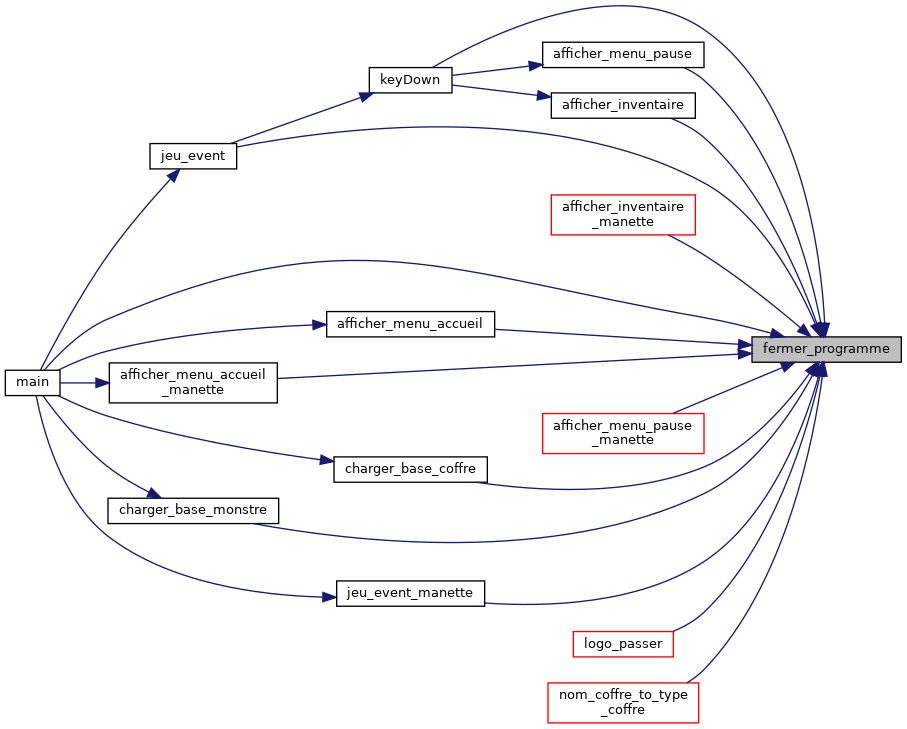 afficher_menu_pause
keyDown
afficher_inventaire
jeu_event
afficher_inventaire
_manette
afficher_menu_accueil
fermer_programme
main
afficher_menu_accueil
_manette
afficher_menu_pause
_manette
charger_base_coffre
charger_base_monstre
jeu_event_manette
logo_passer
nom_coffre_to_type
_coffre